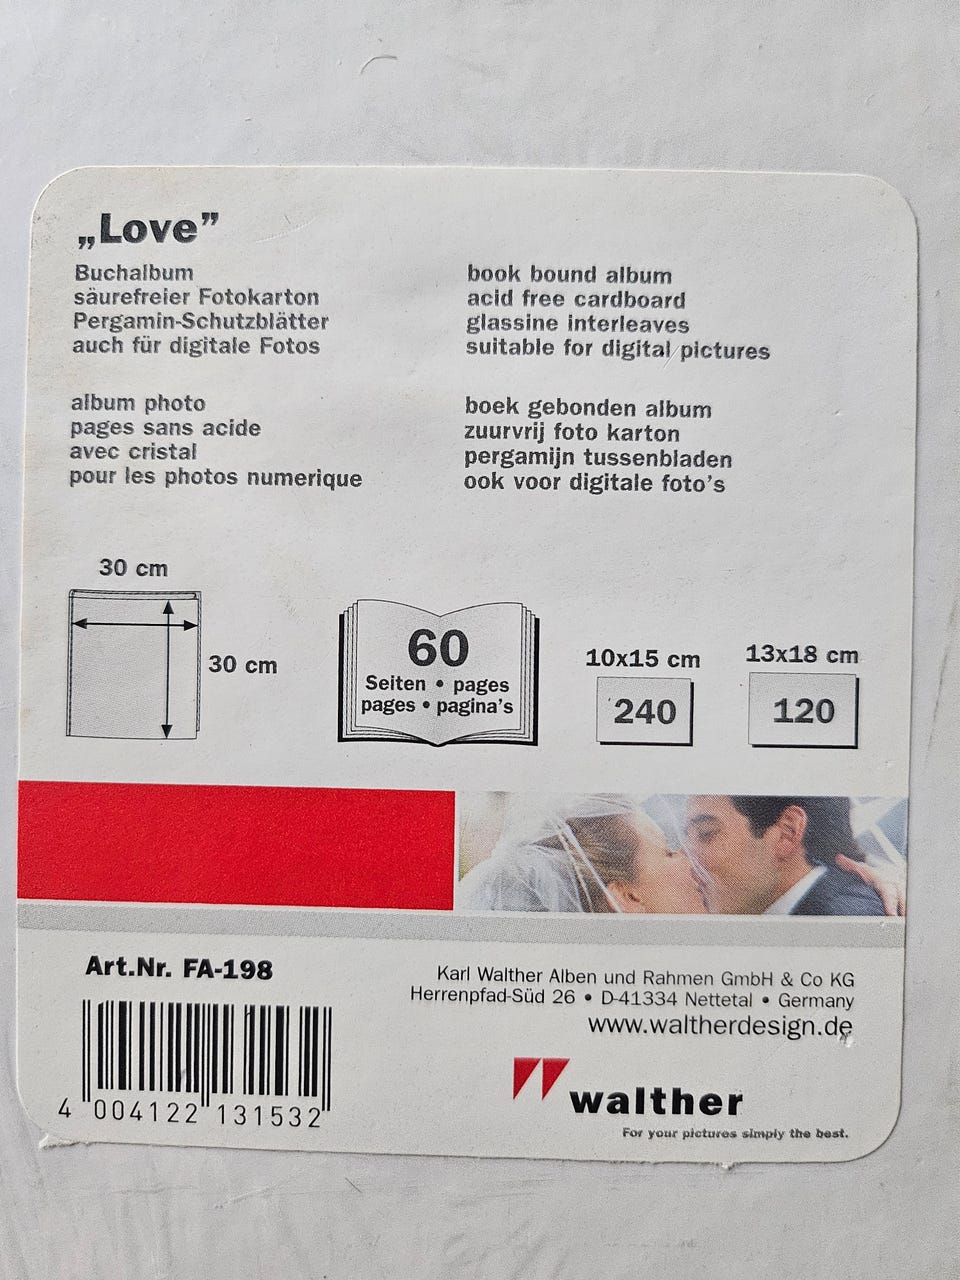 „Love”
Buchalbum
säurefreier Fotokarton
Pergamin-Schutzblätter
auch für digitale Fotos
book bound album
acid free cardboard
glassine interleaves
suitable for digital pictures
album photo
pages sans acide
avec cristal
pour les photos numerique
boek gebonden album
zuurvrij foto karton
pergamijn tussenbladen
ook voor digitale foto's
30 cm
30 cm
60
Seiten • pages
pages • pagina's
10x15 cm
240
13x18 cm
120
Art.Nr. FA-198
4 004122 131532
Karl Walther Alben und Rahmen GmbH & Co KG
Herrenpfad-Süd 26 • D-41334 Nettetal • Germany
www.waltherdesign.de
walther
For your pictures simply the best.